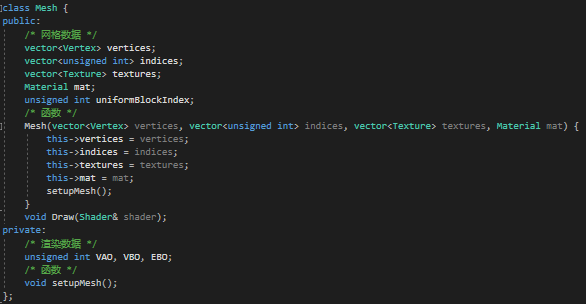 class Mesh {
public:
    /* 网格数据 */
    vector<Vertex> vertices;
    vector<unsigned int> indices;
    vector<Texture> textures;
    Material mat;
    unsigned int uniformBlockIndex;
    /* 函数 */
    Mesh(vector<Vertex> vertices, vector<unsigned int> indices, vector<Texture> textures, Material mat) {
        this->vertices = vertices;
        this->indices = indices;
        this->textures = textures;
        this->mat = mat;
        setupMesh();
    }
    void Draw(Shader& shader);
private:
    /* 渲染数据 */
    unsigned int VAO, VBO, EBO;
    /* 函数 */
    void setupMesh();
};